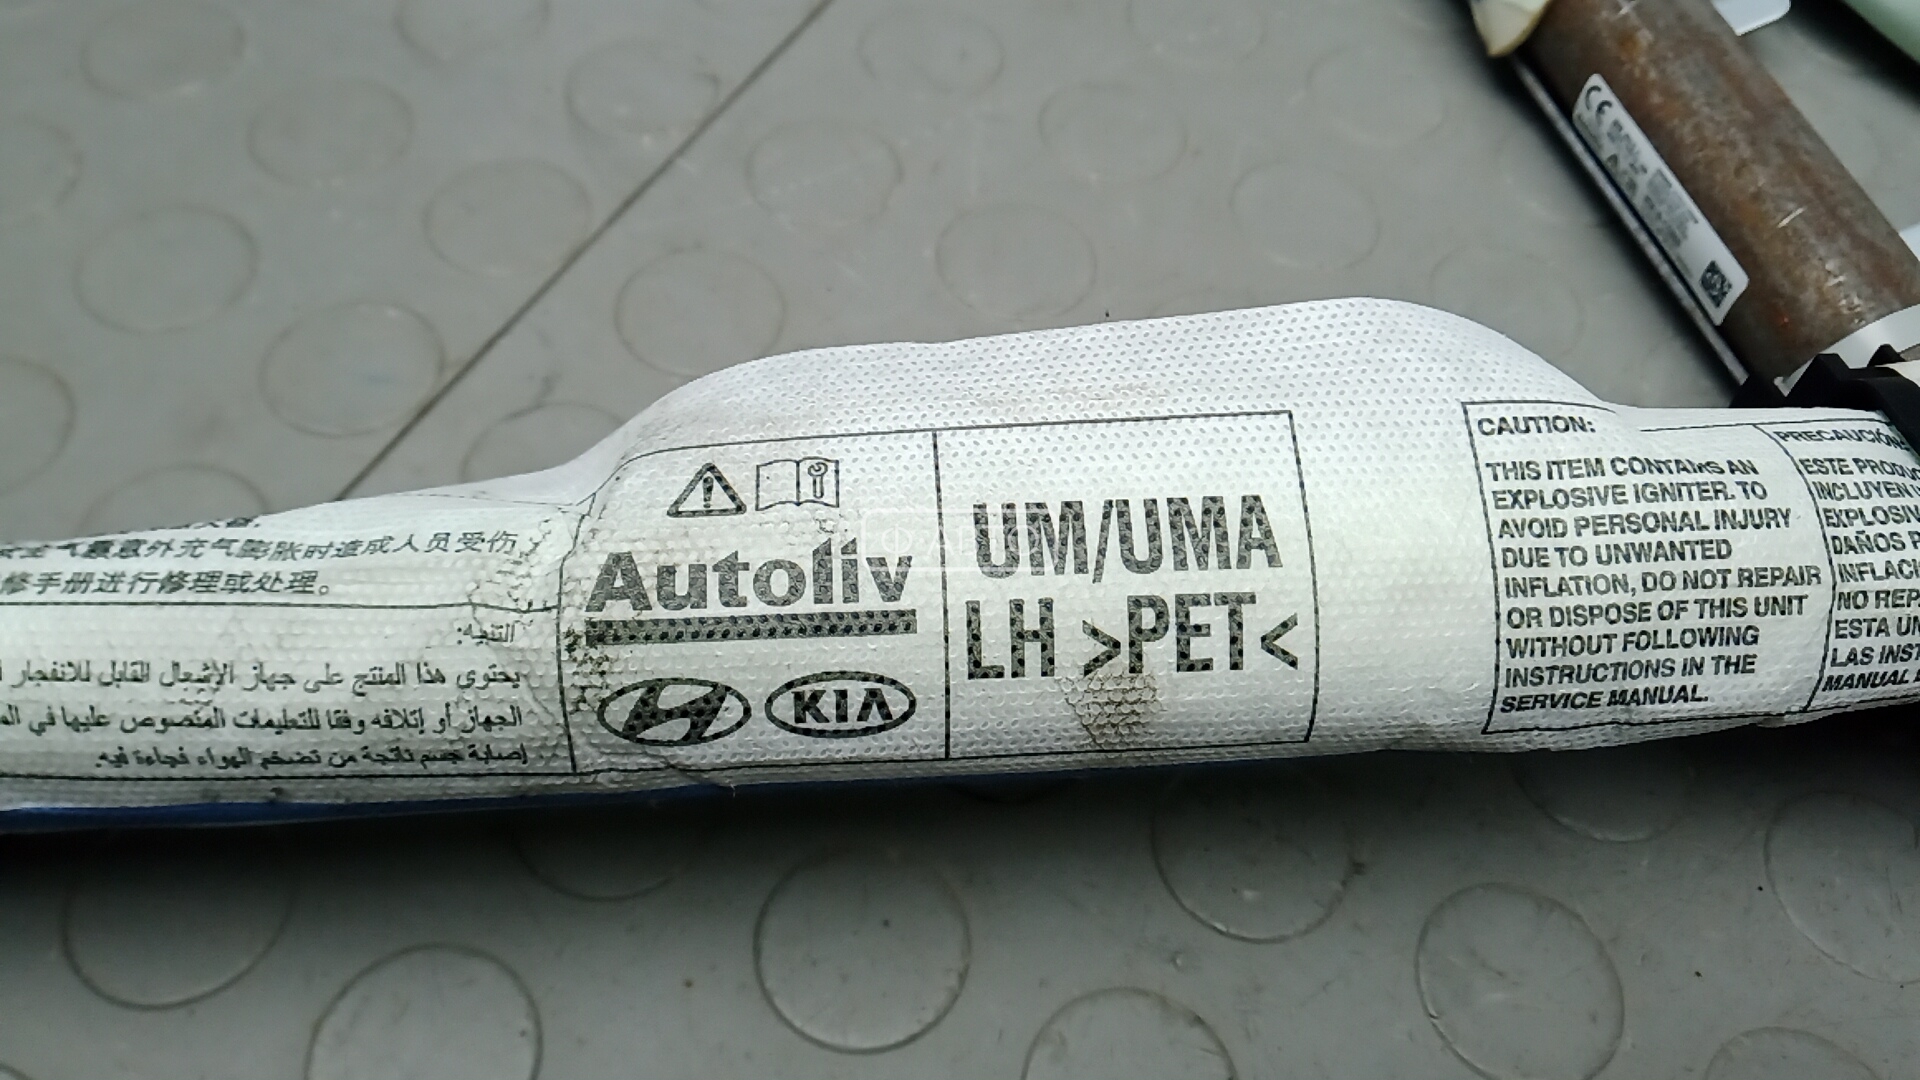 意外充气膨胀时造成人员受伤
修手册进行修理或处理。
التنبيه:
يحتوي هذا المنتج على جهاز الإشعال القابل للانفجار
الجهاز أو إتلافه وفقا للتعليمات المنصوص عليها في
إصابة جسم ناتجة من تضخم الهواء فجاءة فيه.
Autoliv
KIA
UM/UMA
LH >PET<
CAUTION:
THIS ITEM CONTAINS AN
EXPLOSIVE IGNITER. TO
AVOID PERSONAL INJURY
DUE TO UNWANTED
INFLATION, DO NOT REPAIR
OR DISPOSE OF THIS UNIT
WITHOUT FOLLOWING
INSTRUCTIONS IN THE
SERVICE MANUAL.
PRECAUCIÓN:
ESTE PRODUC
INCLUYEN
EXPLOSIV
DAÑOS P
INFLACI
NO REP
ESTA UN
LAS INST
MANUAL
CE